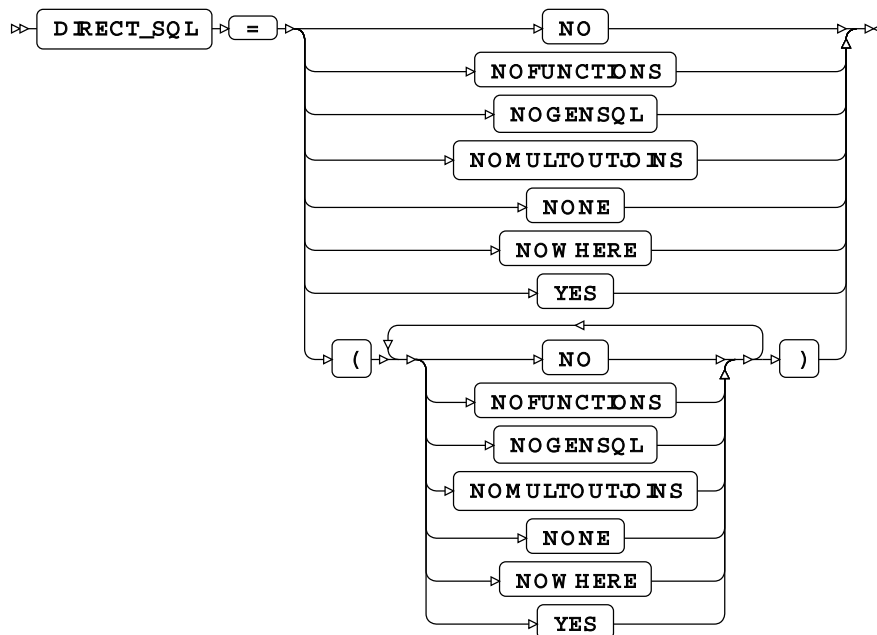 DIRECT_SQL = NO
NOFUNCTIONS
NOGENSQL
NOMULTOUTJOINS
NONE
NOWHERE
YES
( NO )
NOFUNCTIONS
NOGENSQL
NOMULTOUTJOINS
NONE
NOWHERE
YES